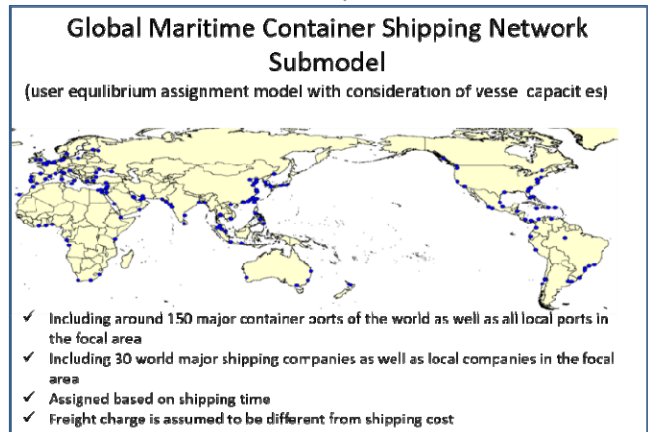 Global Maritime Container Shipping Network
Submodel
(user equilibrium assignment model with consideration of vesse capacit es)
✓ Including around 150 major container ports of the world as well as all local ports in
the focal area
✓ Including 30 world major shipping companies as well as local companies in the focal
area
✓ Assigned based on shipping time
✓ Freight charge is assumed to be different from shipping cost